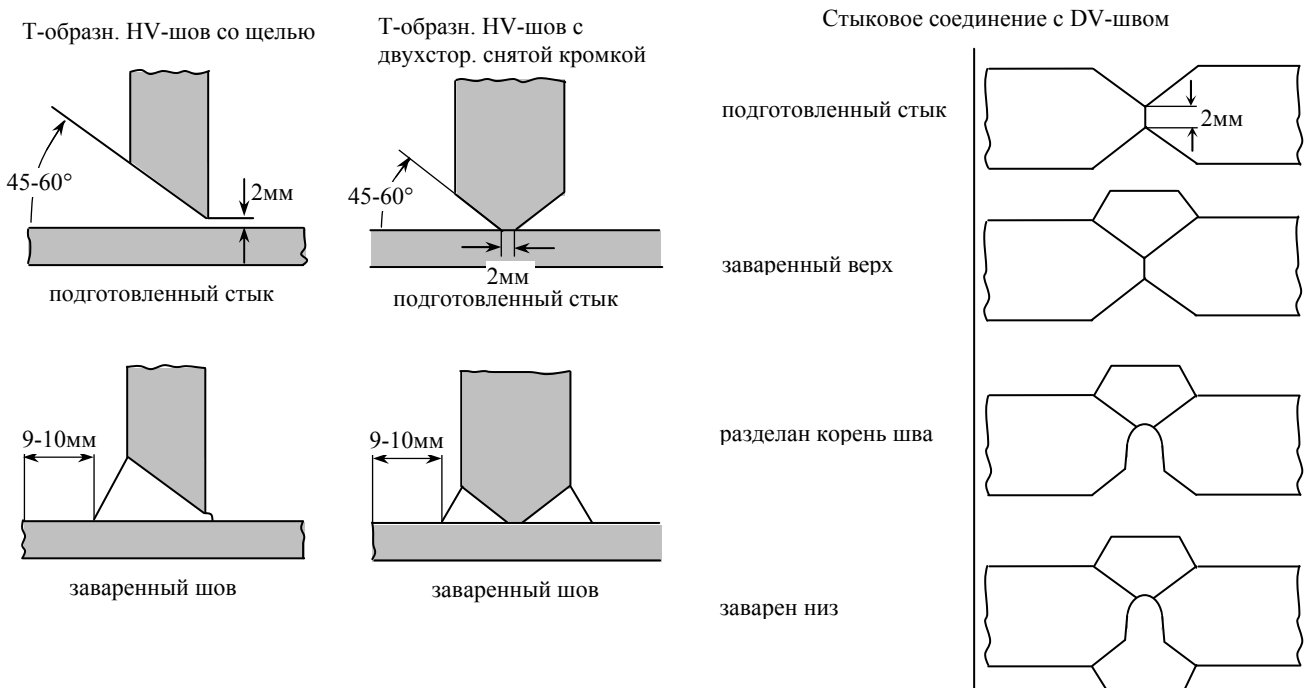 Т-образн. HV-шов со щелью
45-60°
2мм
подготовленный стык
9-10мм
заваренный шов
Т-образн. HV-шов с
двухстор. снятой кромкой
45-60°
2мм
подготовленный стык
9-10мм
заваренный шов
Стыковое соединение с DV-швом
подготовленный стык
2мм
заваренный верх
разделан корень шва
заварен низ